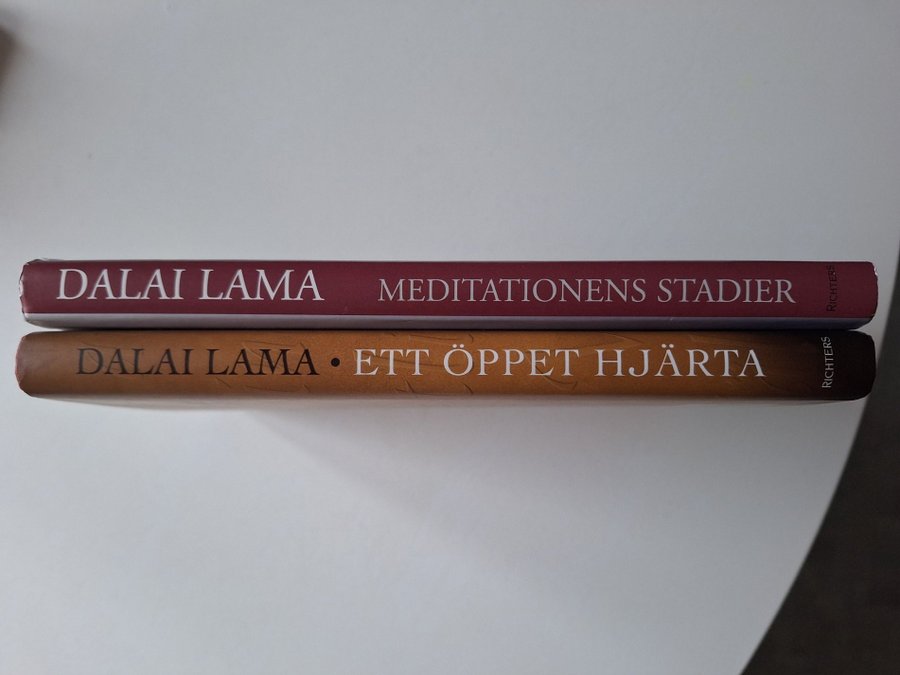 DALAI LAMA MEDITATIONENS STADIER RICHTERS
DALAI LAMA • ETT ÖPPET HJÄRTA RICHTERS